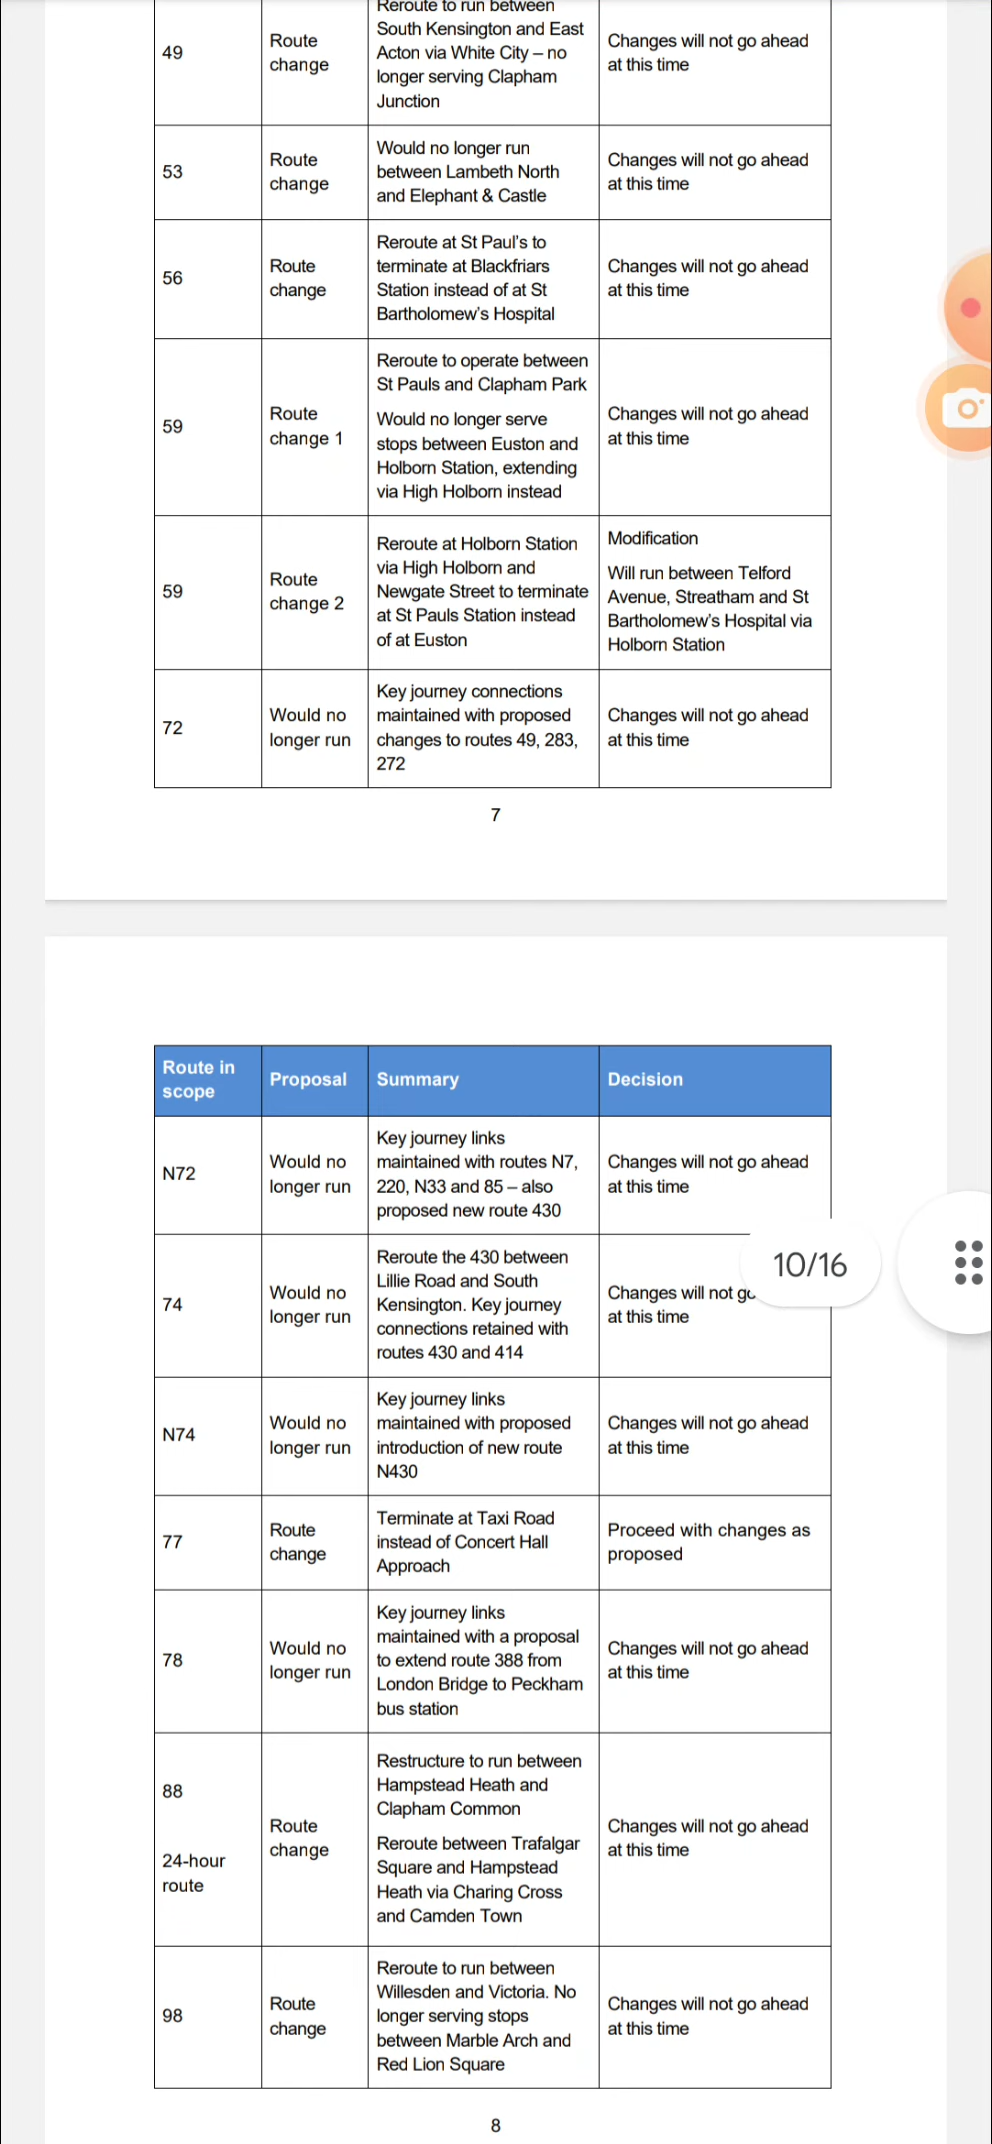 49
Route
change
Reroute to run between
South Kensington and East
Acton via White City – no
longer serving Clapham
Junction
Changes will not go ahead
at this time
53
Route
change
Would no longer run
between Lambeth North
and Elephant & Castle
Changes will not go ahead
at this time
56
Route
change
Reroute at St Paul's to
terminate at Blackfriars
Station instead of at St
Bartholomew's Hospital
Changes will not go ahead
at this time
59
Route
change 1
Reroute to operate between
St Pauls and Clapham Park
Would no longer serve
stops between Euston and
Holborn Station, extending
via High Holborn instead
Changes will not go ahead
at this time
59
Route
change 2
Reroute at Holborn Station
via High Holborn and
Newgate Street to terminate
at St Pauls Station instead
of at Euston
Modification
Will run between Telford
Avenue, Streatham and St
Bartholomew's Hospital via
Holborn Station
72
Would no
longer run
Key journey connections
maintained with proposed
changes to routes 49, 283,
272
Changes will not go ahead
at this time
7
Route in
scope
Proposal
Summary
Decision
N72
Would no
longer run
Key journey links
maintained with routes N7,
220, N33 and 85 – also
proposed new route 430
Changes will not go ahead
at this time
10/16
74
Would no
longer run
Reroute the 430 between
Lillie Road and South
Kensington. Key journey
connections retained with
routes 430 and 414
Changes will not
at this time
N74
Would no
longer run
Key journey links
maintained with proposed
introduction of new route
N430
Changes will not go ahead
at this time
77
Route
change
Terminate at Taxi Road
instead of Concert Hall
Approach
Proceed with changes as
proposed
78
Would no
longer run
Key journey links
maintained with a proposal
to extend route 388 from
London Bridge to Peckham
bus station
Changes will not go ahead
at this time
88
24-hour
route
Route
change
Restructure to run between
Hampstead Heath and
Clapham Common
Reroute between Trafalgar
Square and Hampstead
Heath via Charing Cross
and Camden Town
Changes will not go ahead
at this time
98
Route
change
Reroute to run between
Willesden and Victoria. No
longer serving stops
between Marble Arch and
Red Lion Square
Changes will not go ahead
at this time
8